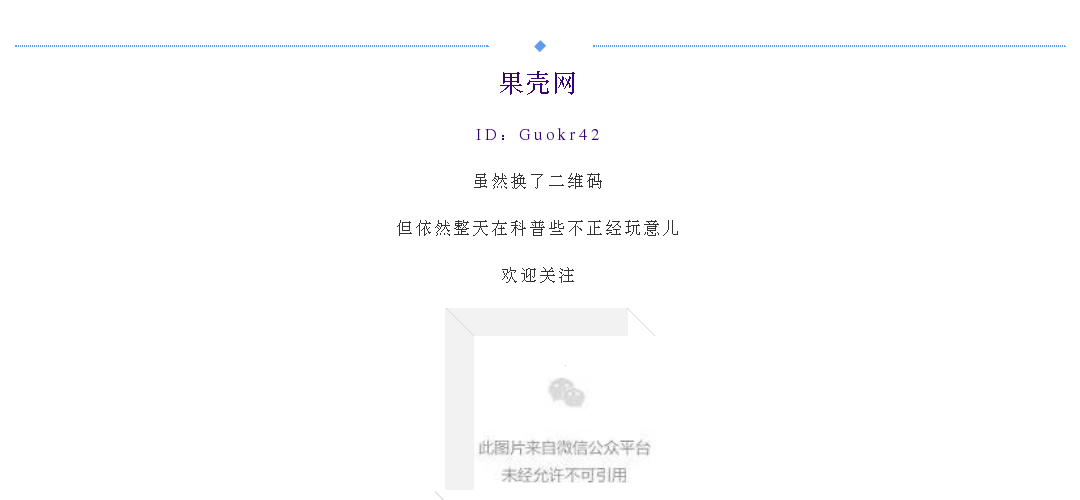 果壳网
ID：Guokr42
虽然换了二维码
但依然整天在科普些不正经玩意儿
欢迎关注
此图片来自微信公众平台
未经允许不可引用